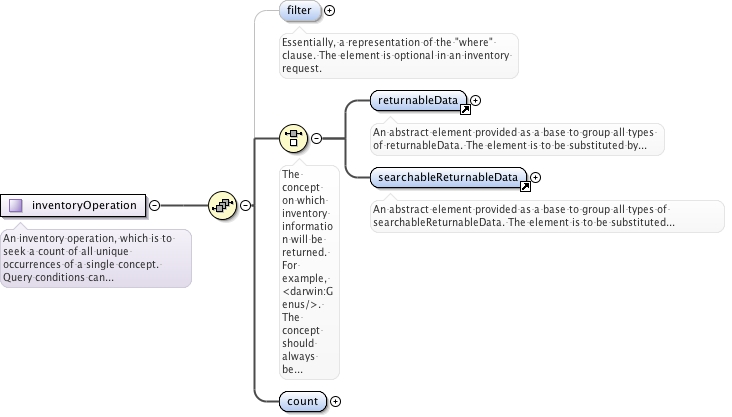 filter
Essentially, a representation of the "where"
clause. The element is optional in an inventory
request.
returnableData
An abstract element provided as a base to group all types
of returnableData. The element is to be substituted by...
searchableReturnableData
An abstract element provided as a base to group all types of
searchableReturnableData. The element is to be substituted...
The
concept
on which
inventory
informatio
n will be
returned.
For
example,
<darwin:G
enus/>.
The
concept
should
always
be...
inventoryOperation
An inventory operation, which is to
seek a count of all unique
occurrences of a single concept.
Query conditions can...
count